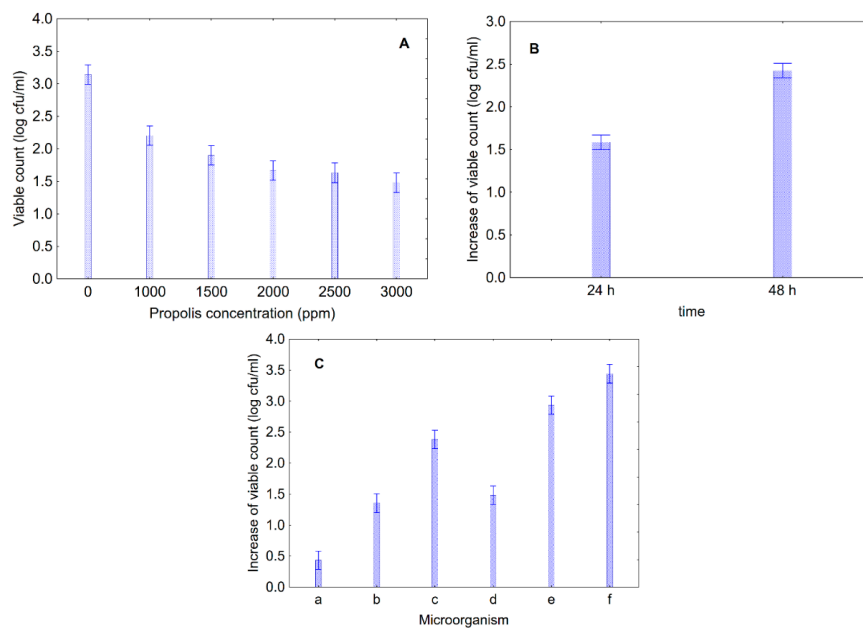 A
Viable count (log cfu/ml)
4.0
3.5
3.0
2.5
2.0
1.5
1.0
0.5
0.0
0 1000 1500 2000 2500 3000
Propolis concentration (ppm)
B
Increase of viable count (log cfu/ml)
3.0
2.5
2.0
1.5
1.0
0.5
0.0
24 h 48 h
time
C
Increase of viable count (log cfu/ml)
4.0
3.5
3.0
2.5
2.0
1.5
1.0
0.5
0.0
a b c d e f
Microorganism